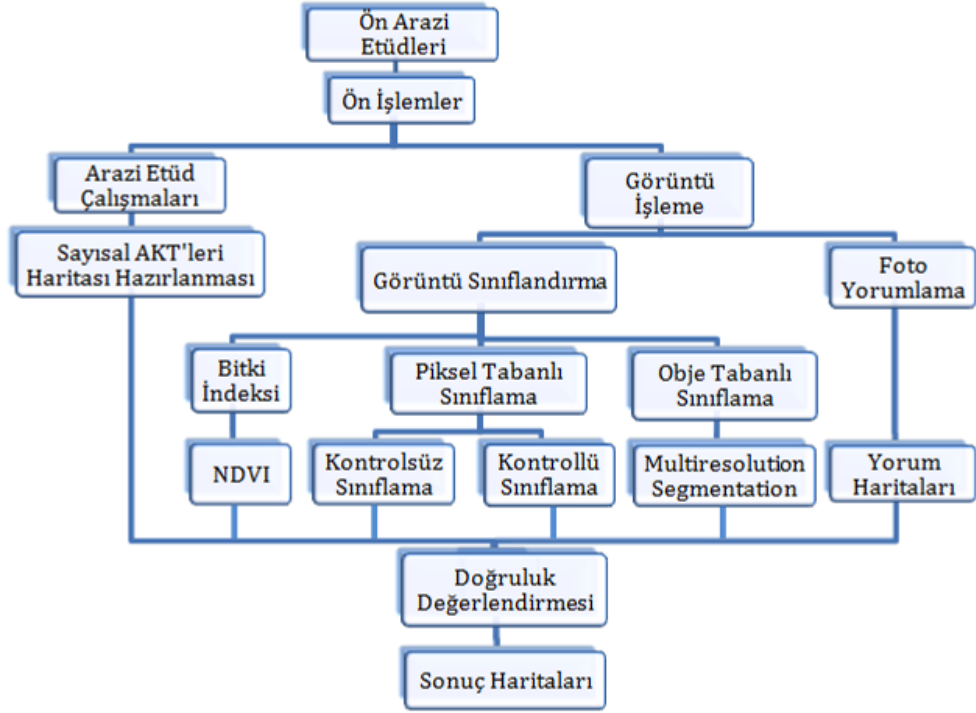 Ön Arazi
Etüdleri
Ön İşlemler
Arazi Etüd
Çalışmaları
Görüntü
İşleme
Sayısal AKT'leri
Haritası Hazırlanması
Görüntü Sınıflandırma
Foto
Yorumlama
Bitki
İndeksi
Piksel Tabanlı
Sınıflama
Obje Tabanlı
Sınıflama
NDVI
Kontrolsüz
Sınıflama
Kontrollü
Sınıflama
Multiresolution
Segmentation
Yorum
Haritaları
Doğruluk
Değerlendirmesi
Sonuç Haritaları